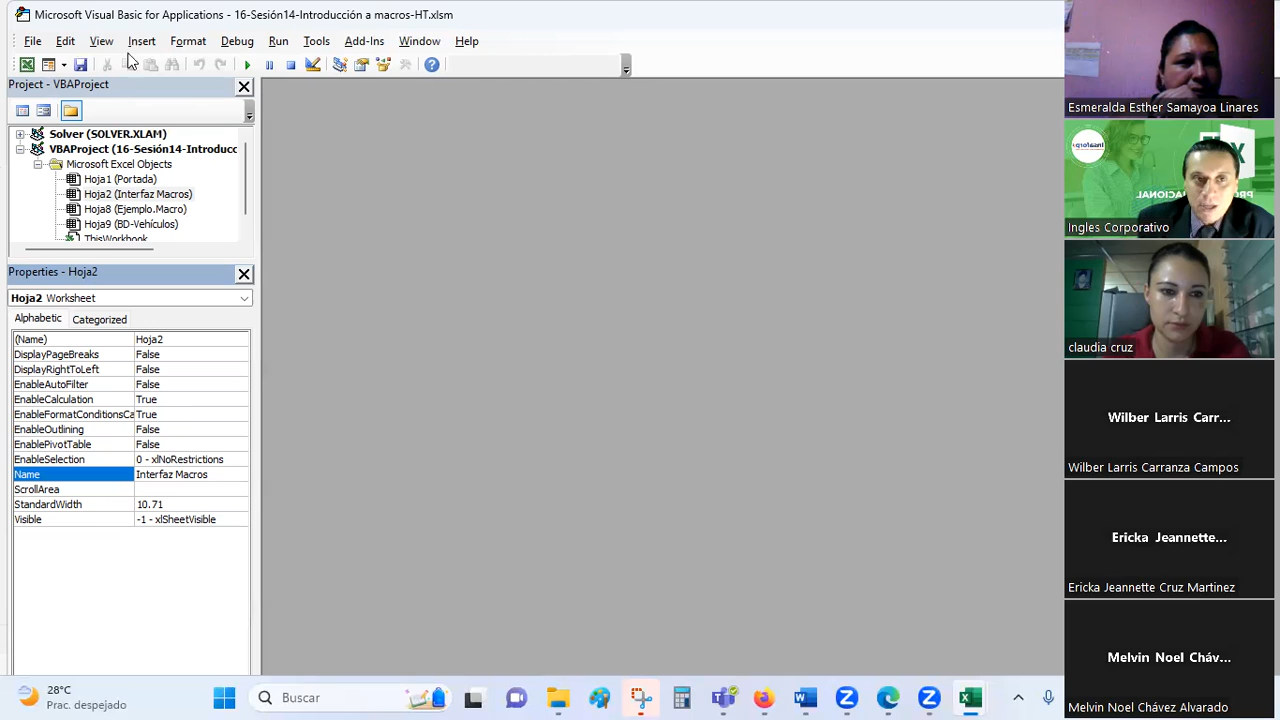 Microsoft Visual Basic for Applications - 16-Sesión14-Introducción a macros-HT.xlsm
File Edit View Insert Format Debug Run Tools Add-Ins Window Help
Project - VBAProject
Solver (SOLVER.XLAM)
VBAProject (16-Sesión14-Introducc
Microsoft Excel Objects
Hoja1 (Portada)
Hoja2 (Interfaz Macros)
Hoja8 (Ejemplo.Macro)
Hoja9 (BD-Vehículos)
ThisWorkbook
Properties - Hoja2
Hoja2 Worksheet
Alphabetic Categorized
(Name) Hoja2
DisplayPageBreaks False
DisplayRightToLeft False
EnableAutoFilter False
EnableCalculation True
EnableFormatConditionsCa True
EnableOutlining False
EnablePivotTable False
EnableSelection 0 - xlNoRestrictions
Name Interfaz Macros
ScrollArea
StandardWidth 10.71
Visible -1 - xlSheetVisible
Esmeralda Esther Samayoa Linares
Insaforp
Ingles Corporativo
claudia cruz
Wilber Larris Carr...
Wilber Larris Carranza Campos
Ericka Jeannette...
Ericka Jeannette Cruz Martinez
Melvin Noel Cháv...
Melvin Noel Chávez Alvarado
28°C
Prac. despejado
Buscar